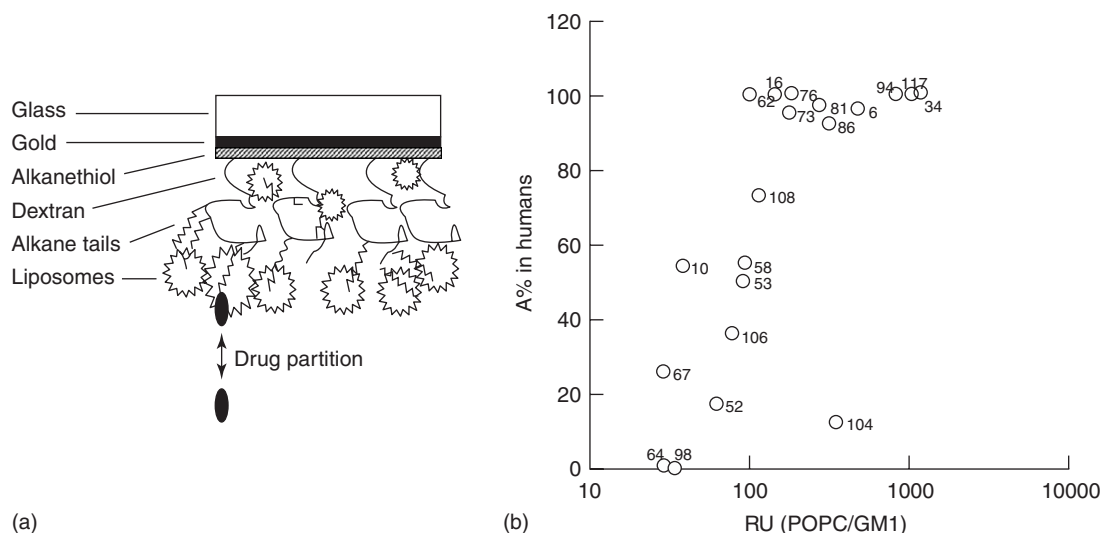 Glass
Gold
Alkanethiol
Dextran
Alkane tails
Liposomes
Drug partition
(a)
A% in humans
120
100
80
60
40
20
0
16
76
62
73
81
86
6
94
117
34
108
10
58
53
106
67
52
104
64
98
10
100
1000
10000
RU (POPC/GM1)
(b)